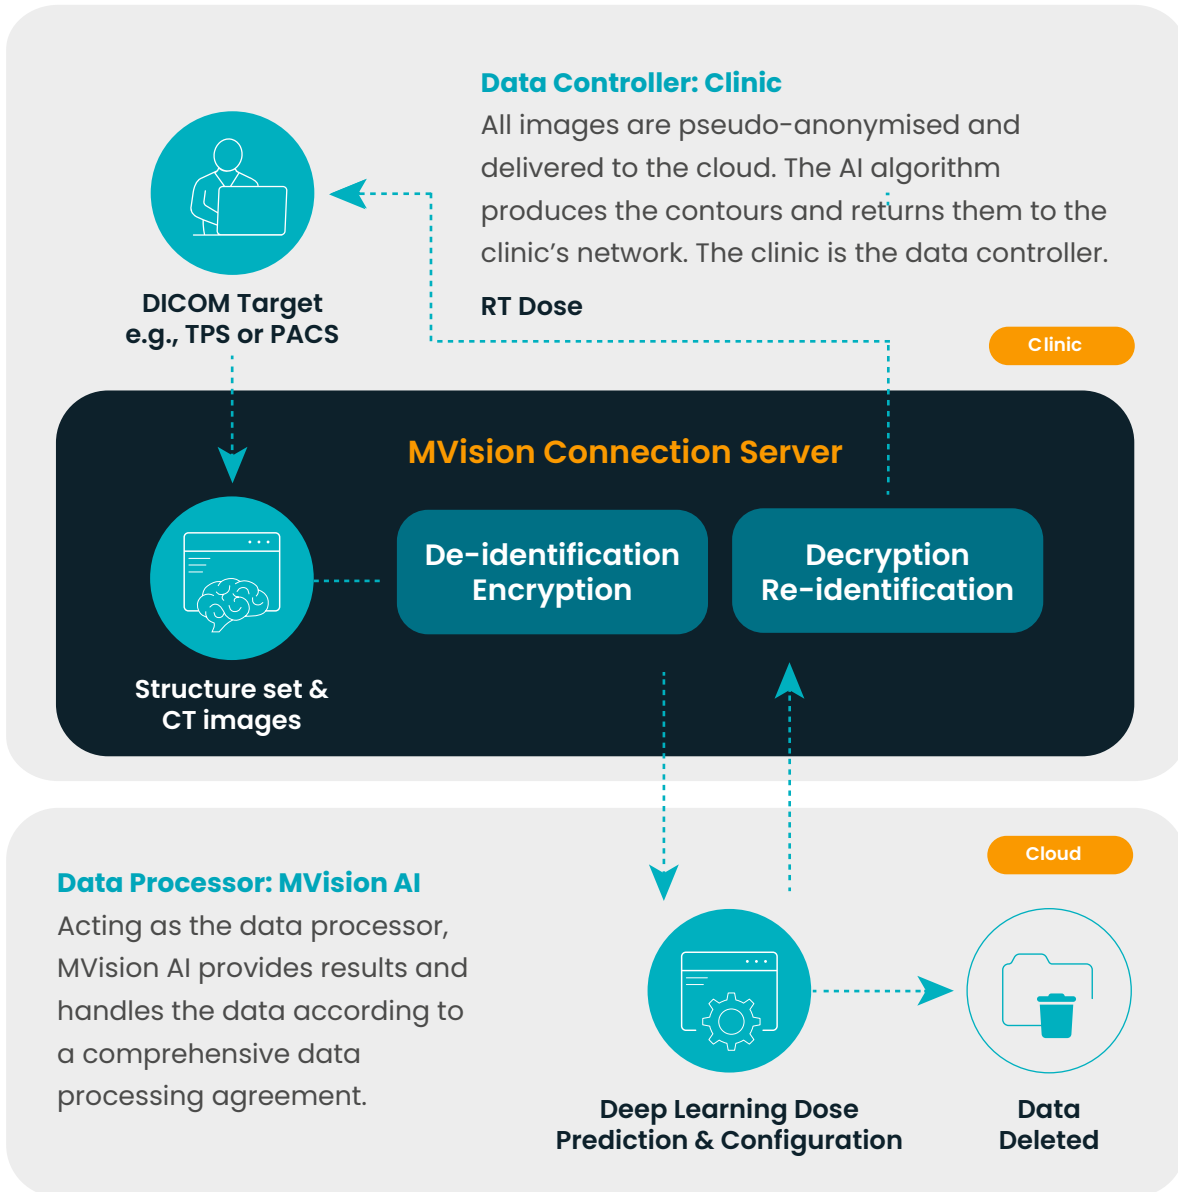 Data Controller: Clinic
All images are pseudo-anonymised and
delivered to the cloud. The AI algorithm
produces the contours and returns them to the
clinic's network. The clinic is the data controller.
DICOM Target
e.g., TPS or PACS
RT Dose
Clinic
MVision Connection Server
De-identification
Encryption
Decryption
Re-identification
Structure set &
CT images
Cloud
Data Processor: MVision AI
Acting as the data processor,
MVision AI provides results and
handles the data according to
a comprehensive data
processing agreement.
Deep Learning Dose
Prediction & Configuration
Data
Deleted